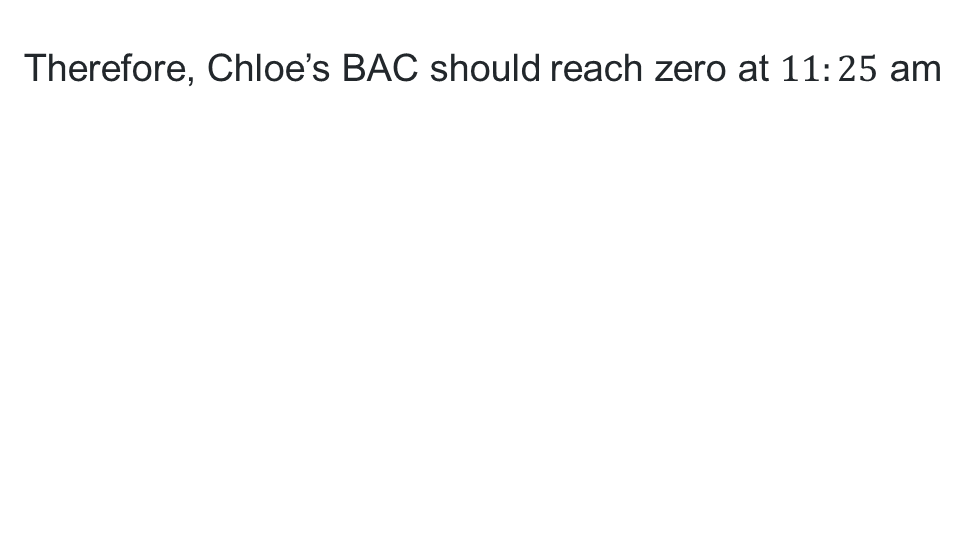 Therefore, Chloe’s BAC should reach zero at 11:25 am